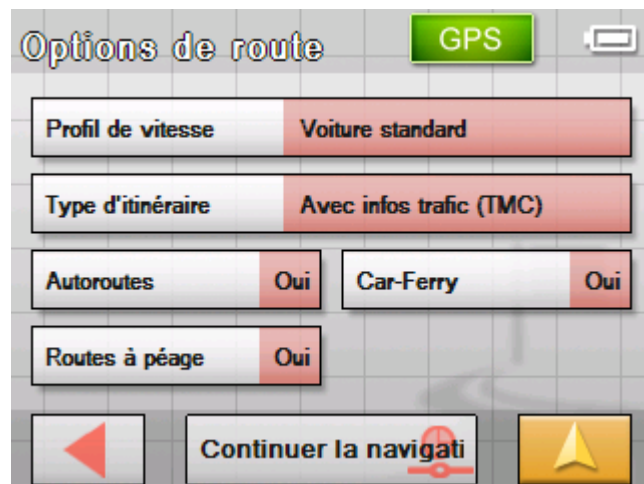 Options de route GPS
Profil de vitesse Voiture standard
Type d'itinéraire Avec infos trafic (TMC)
Autoroutes Oui Car-Ferry Oui
Routes à péage Oui
Continuer la navigati